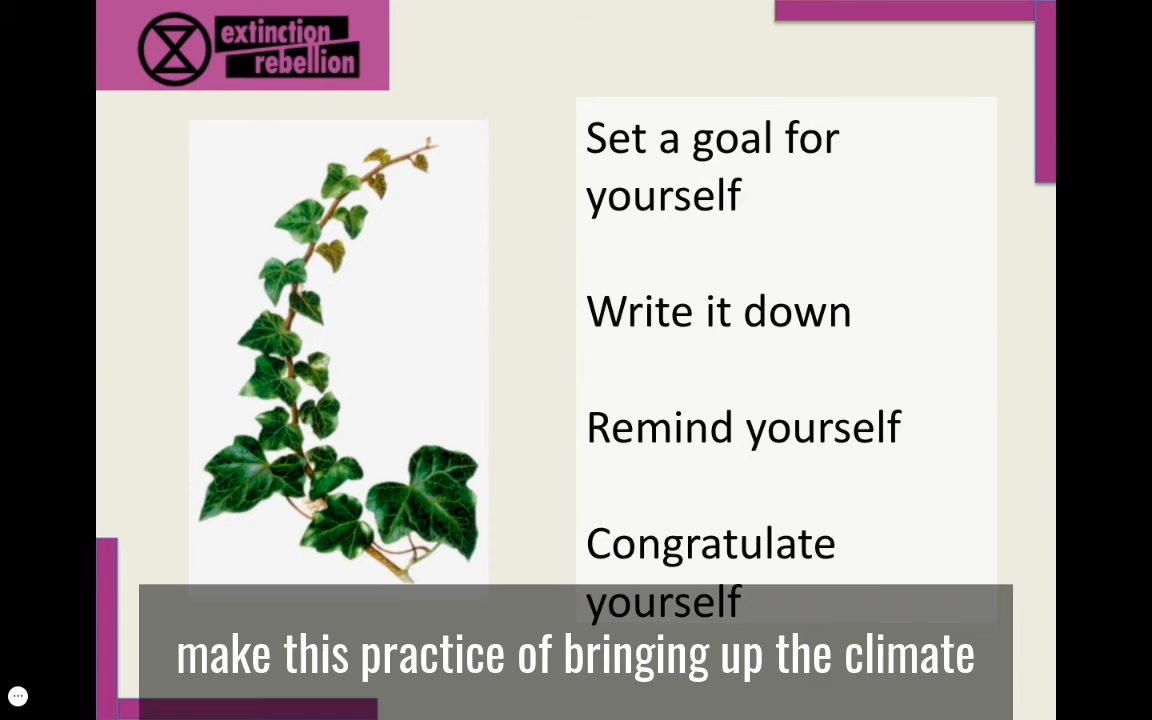 extinction
rebellion
Set a goal for
yourself
Write it down
Remind yourself
Congratulate
yourself
make this practice of bringing up the climate